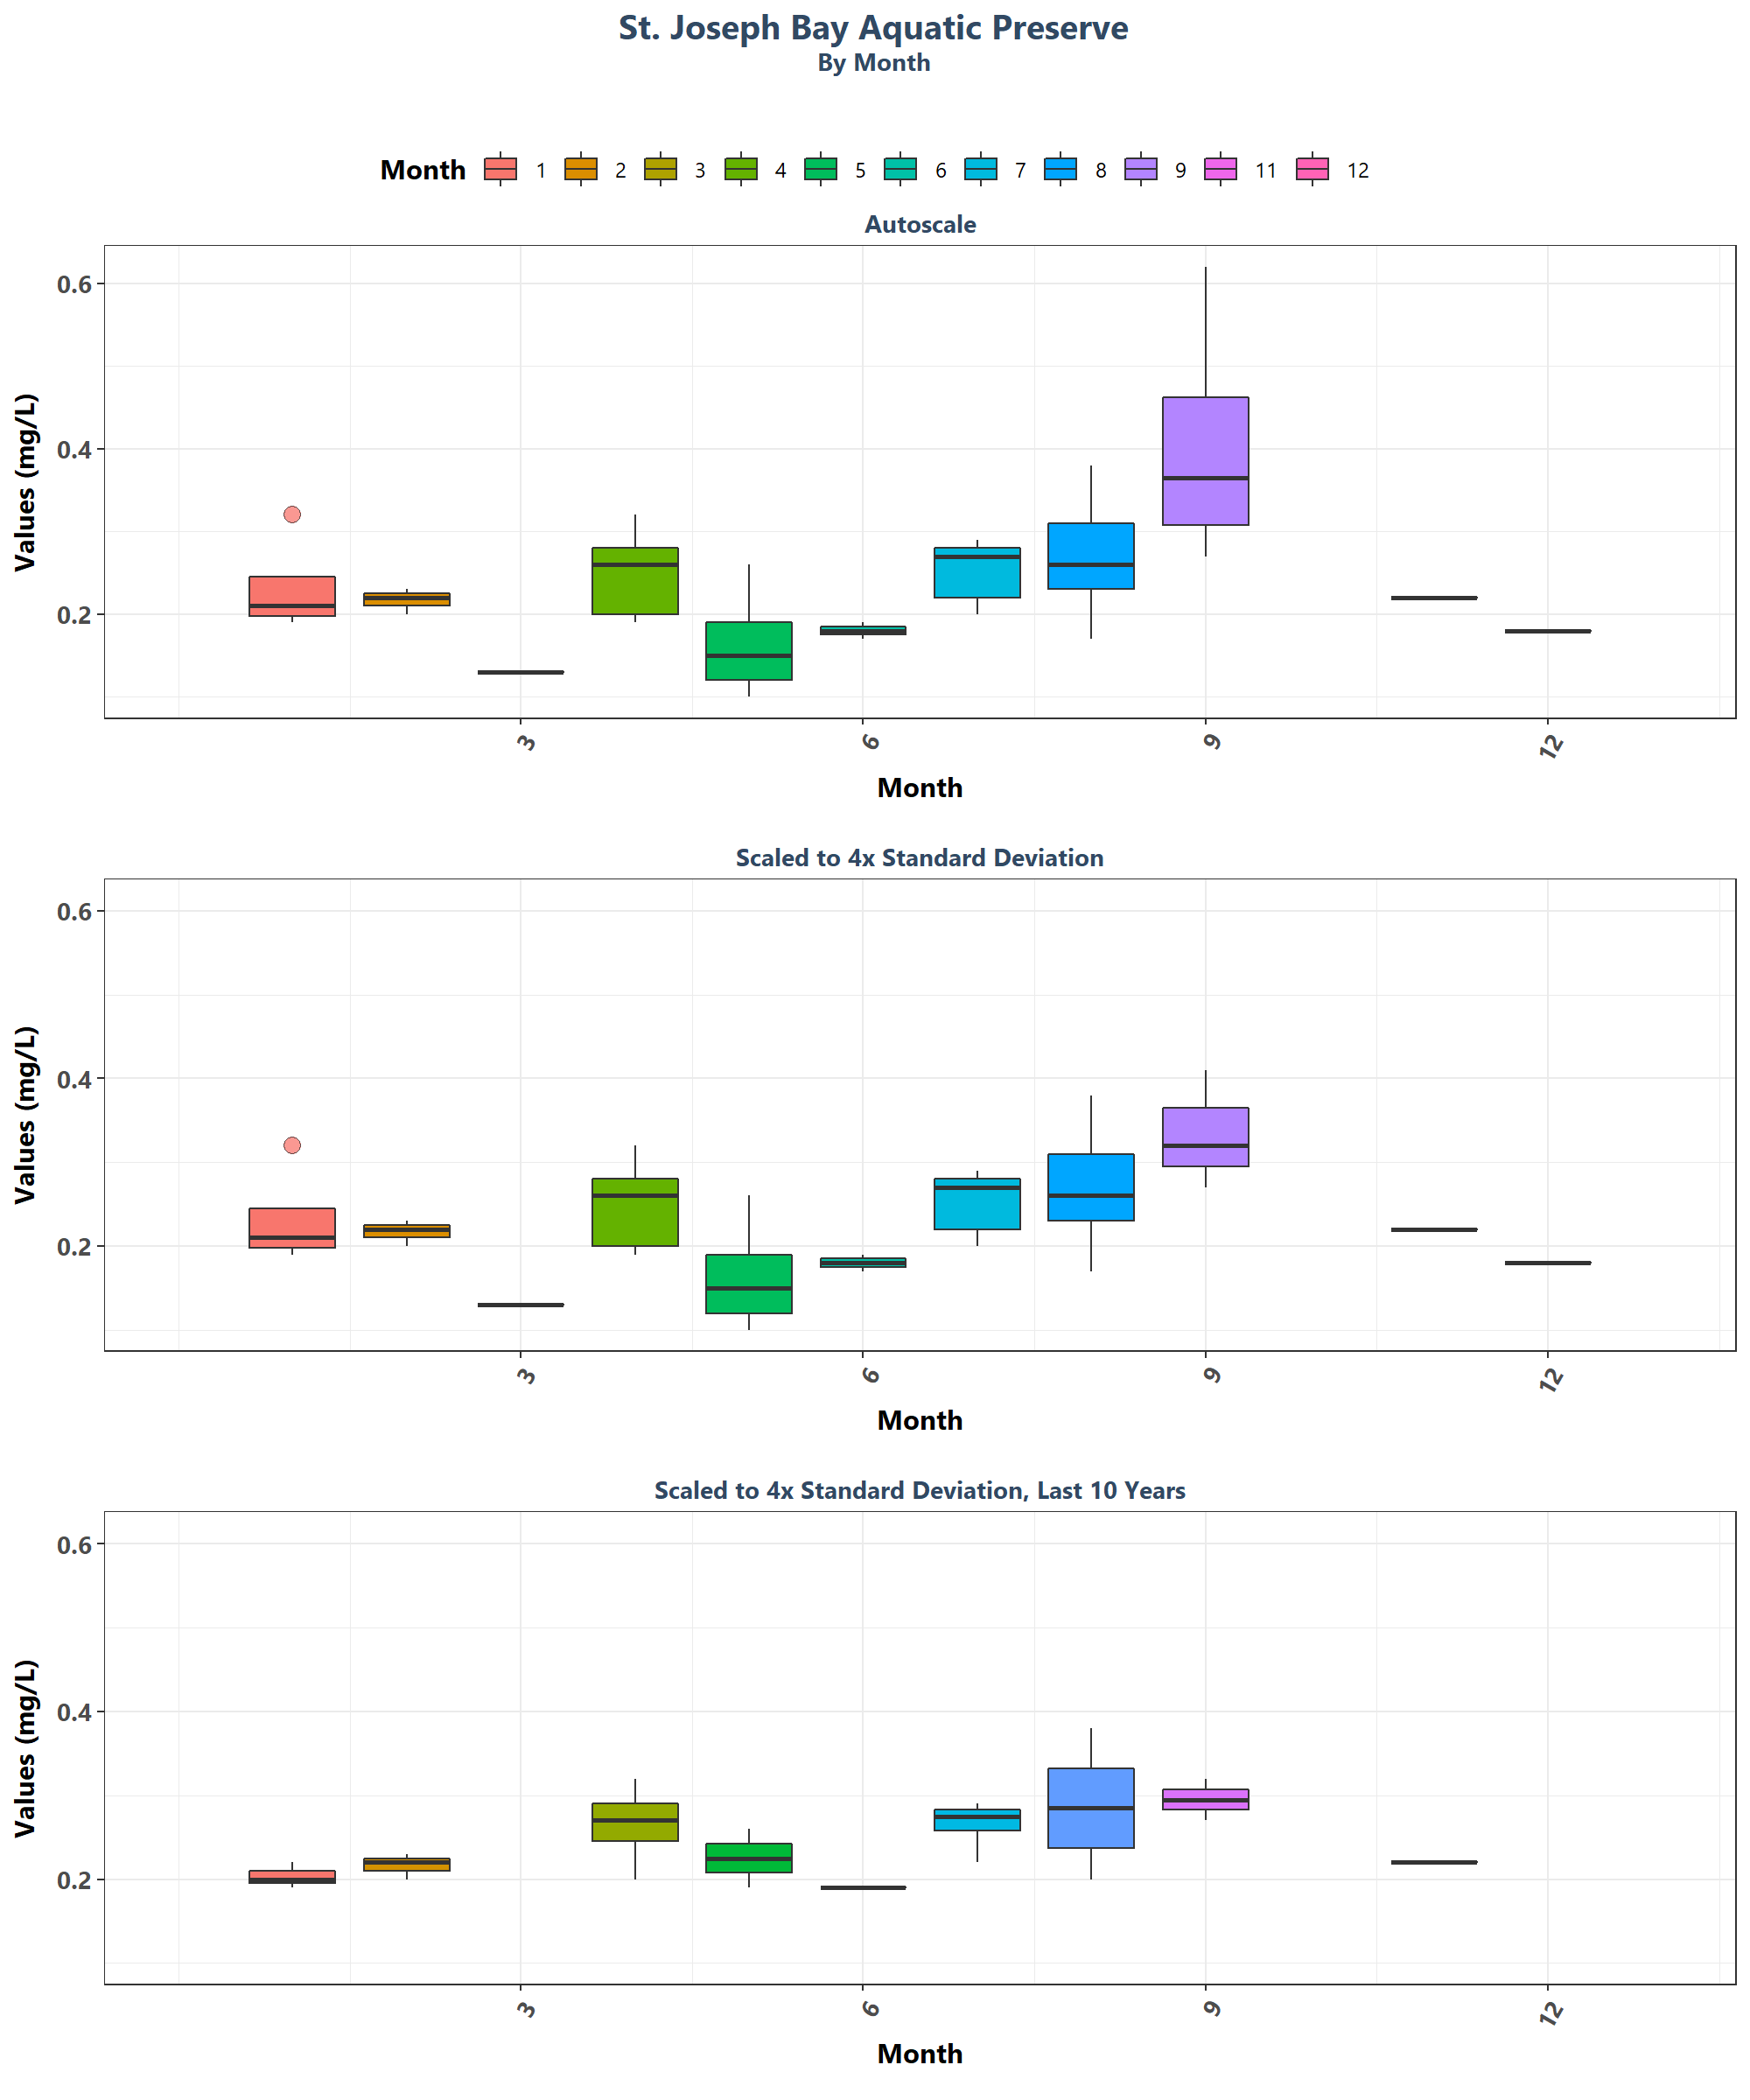 St. Joseph Bay Aquatic Preserve
By Month
Month 1 2 3 4 5 6 7 8 9 11 12
Autoscale
Values (mg/L)
0.6
0.4
0.2
3 6 9 12
Month
Scaled to 4x Standard Deviation
Values (mg/L)
0.6
0.4
0.2
3 6 9 12
Month
Scaled to 4x Standard Deviation, Last 10 Years
Values (mg/L)
0.6
0.4
0.2
3 6 9 12
Month